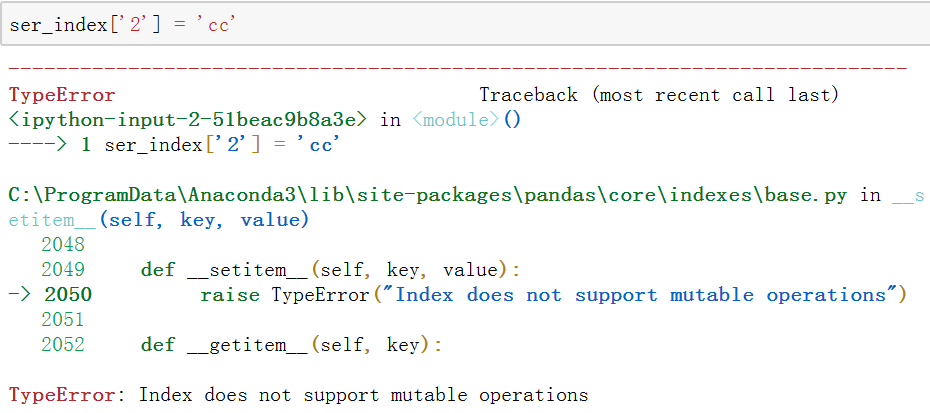 ser_index['2'] = 'cc'
---------------------------------------------------------------------------
TypeError                                 Traceback (most recent call last)
<ipython-input-2-51beac9b8a3e> in <module>()
----> 1 ser_index['2'] = 'cc'
C:\ProgramData\Anaconda3\lib\site-packages\pandas\core\indexes\base.py in __s
etitem__(self, key, value)
   2048
   2049     def __setitem__(self, key, value):
-> 2050         raise TypeError("Index does not support mutable operations")
   2051
   2052     def __getitem__(self, key):
TypeError: Index does not support mutable operations